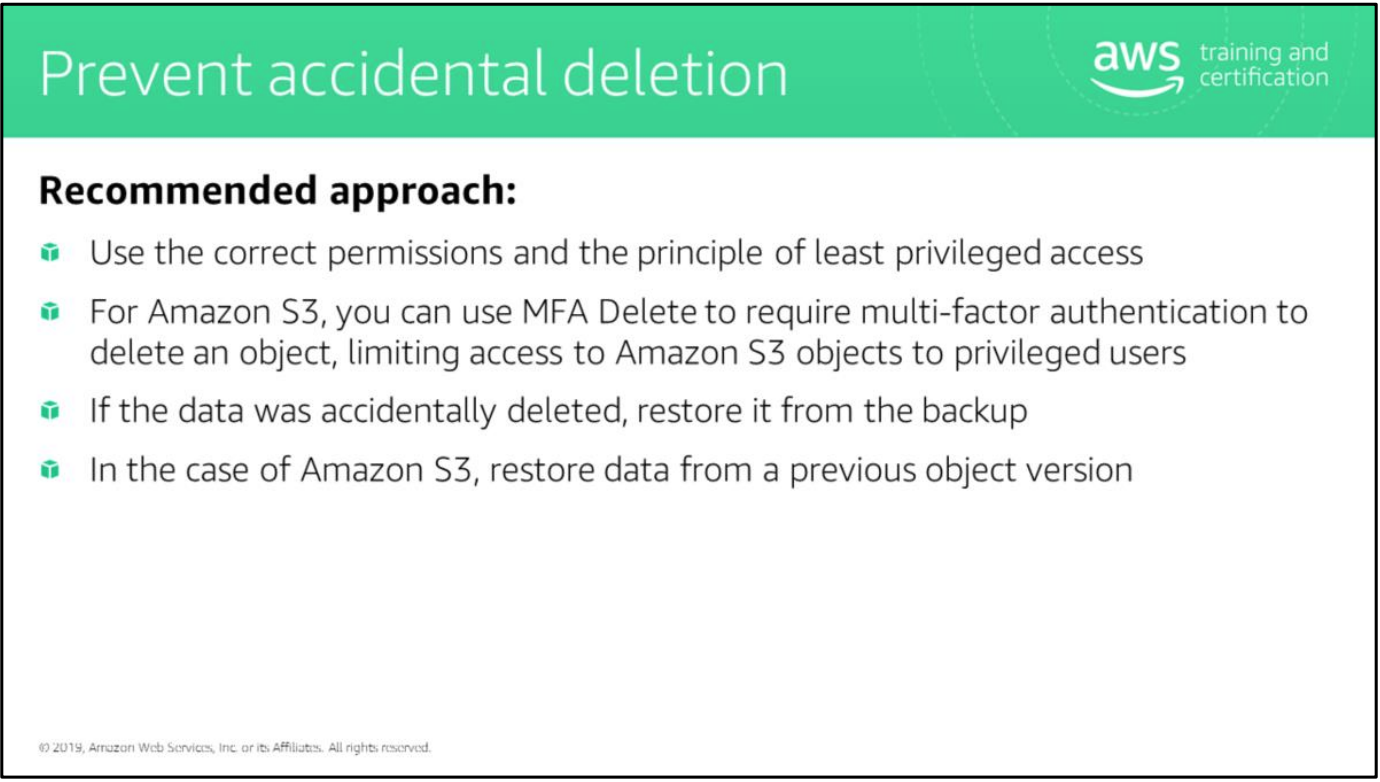 Prevent accidental deletion
aws training and
certification
Recommended approach:
Use the correct permissions and the principle of least privileged access
For Amazon S3, you can use MFA Delete to require multi-factor authentication to
delete an object, limiting access to Amazon S3 objects to privileged users
If the data was accidentally deleted, restore it from the backup
In the case of Amazon S3, restore data from a previous object version
© 2019, Amazon Web Services, Inc. or its Affiliates. All rights reserved.